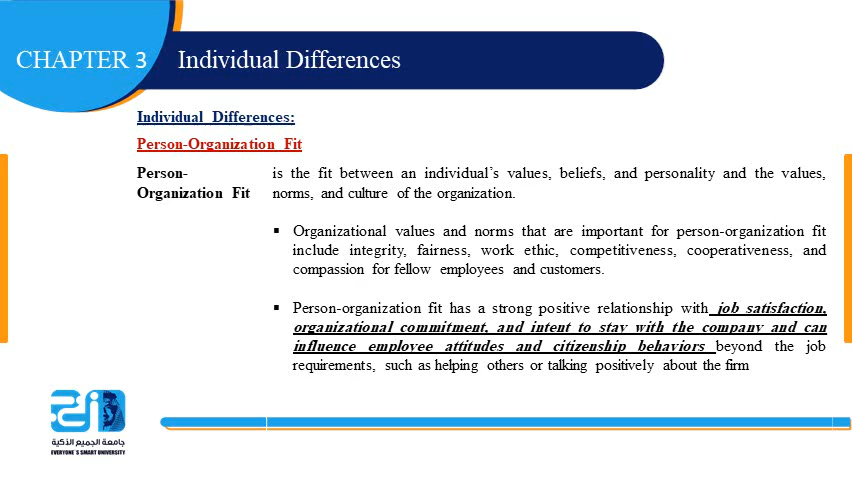 CHAPTER 3
Individual Differences
Individual Differences:
Person-Organization Fit
Person-
Organization Fit
is the fit between an individual’s values, beliefs, and personality and the values,
norms, and culture of the organization.
▪ Organizational values and norms that are important for person-organization fit
include integrity, fairness, work ethic, competitiveness, cooperativeness, and
compassion for fellow employees and customers.
▪ Person-organization fit has a strong positive relationship with job satisfaction,
organizational commitment, and intent to stay with the company and can
influence employee attitudes and citizenship behaviors beyond the job
requirements, such as helping others or talking positively about the firm
جامعة الجميع الذكية
EVERYONE'S SMART UNIVERSITY